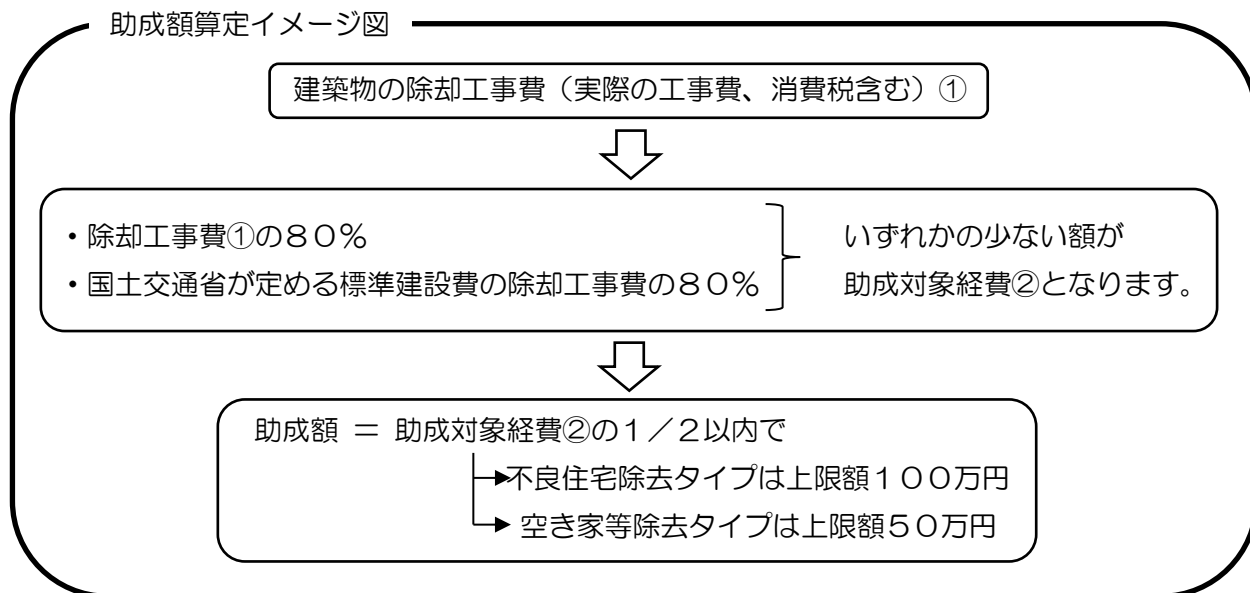 助成額算定イメージ図
建築物の除却工事費（実際の工事費、消費税含む）①
・除却工事費①の８０％
・国土交通省が定める標準建設費の除却工事費の８０％
いずれかの少ない額が
助成対象経費②となります。
助成額 ＝ 助成対象経費②の１／２以内で
不良住宅除去タイプは上限額１００万円
空き家等除去タイプは上限額５０万円